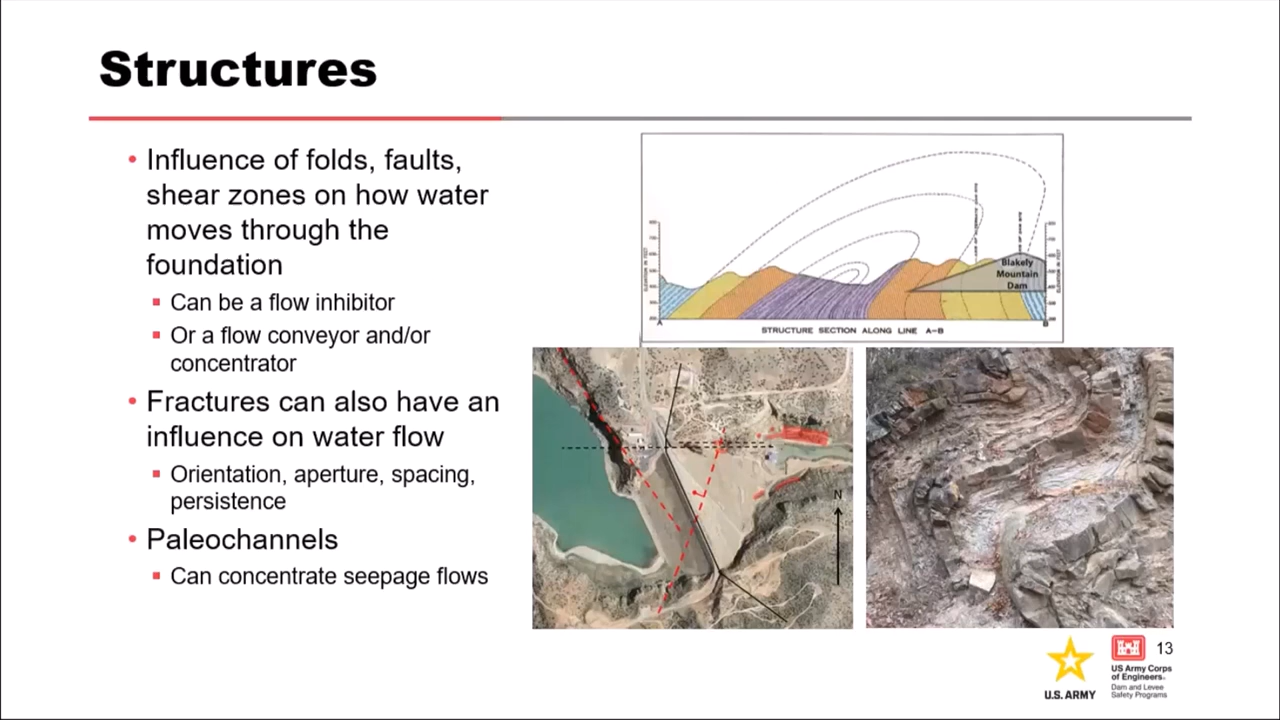 Structures
• Influence of folds, faults,
shear zones on how water
moves through the
foundation
▪ Can be a flow inhibitor
▪ Or a flow conveyor and/or
concentrator
• Fractures can also have an
influence on water flow
▪ Orientation, aperture, spacing,
persistence
• Paleochannels
▪ Can concentrate seepage flows
Blakely
Mountain
Dam
A
B
STRUCTURE SECTION ALONG LINE A-B
N
U.S. ARMY
US Army Corps
of Engineers®
Dam and Levee
Safety Programs
13